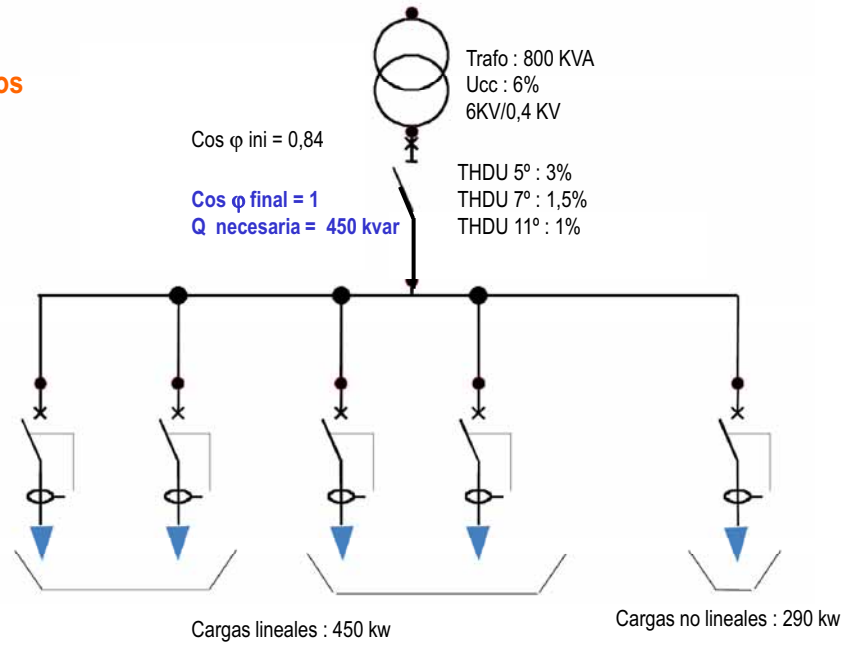 os
Trafo : 800 KVA
Ucc : 6%
6KV/0,4 KV
Cos φ ini = 0,84
Cos φ final = 1
Q necesaria = 450 kvar
THDU 5º : 3%
THDU 7º : 1,5%
THDU 11º : 1%
Cargas lineales : 450 kw
Cargas no lineales : 290 kw